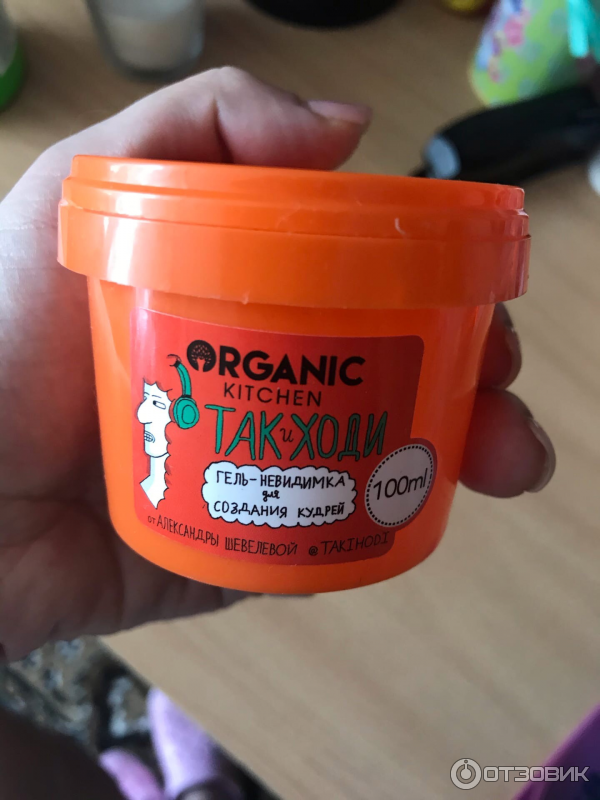 ORGANIC
KITCHEN
ТАК и ХОДИ
ГЕЛЬ-НЕВИДИМКА
для
СОЗДАНИЯ КУДРЕЙ
100ml
от АЛЕКСАНДРЫ ШЕВЕЛЕВОЙ @TAKIHODI
ОТЗОВИК